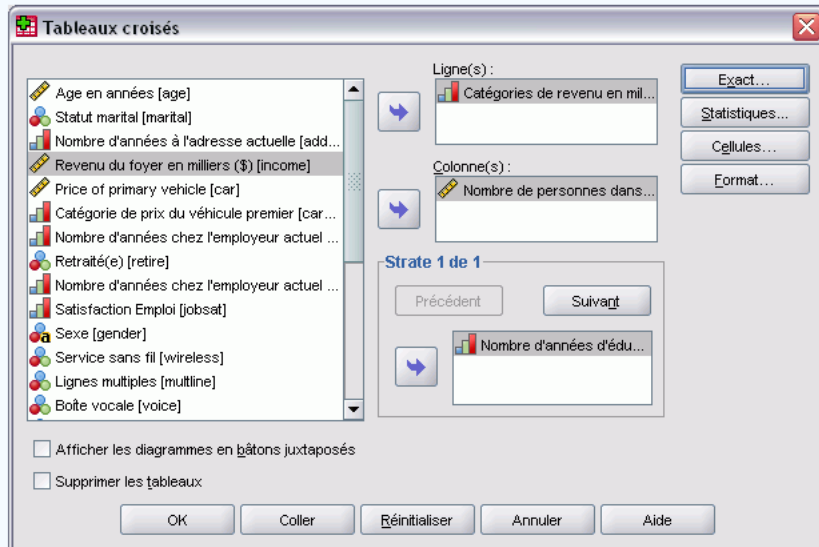 Tableaux croisés
Age en années [age]
Statut marital [marital]
Nombre d'années à l'adresse actuelle [add...
Revenu du foyer en milliers ($) [income]
Price of primary vehicle [car]
Catégorie de prix du véhicule premier [car...
Nombre d'années chez l'employeur actuel ...
Retraité(e) [retire]
Nombre d'années chez l'employeur actuel ...
Satisfaction Emploi [jobsat]
a Sexe [gender]
Service sans fil [wireless]
Lignes multiples [multline]
Boîte vocale [voice]
Ligne(s) :
Catégories de revenu en mil...
Colonne(s) :
Nombre de personnes dans...
Strate 1 de 1
Précédent
Suivant
Nombre d'années d'édu...
Exact...
Statistiques...
Cellules...
Format...
Afficher les diagrammes en bâtons juxtaposés
Supprimer les tableaux
OK
Coller
Réinitialiser
Annuler
Aide